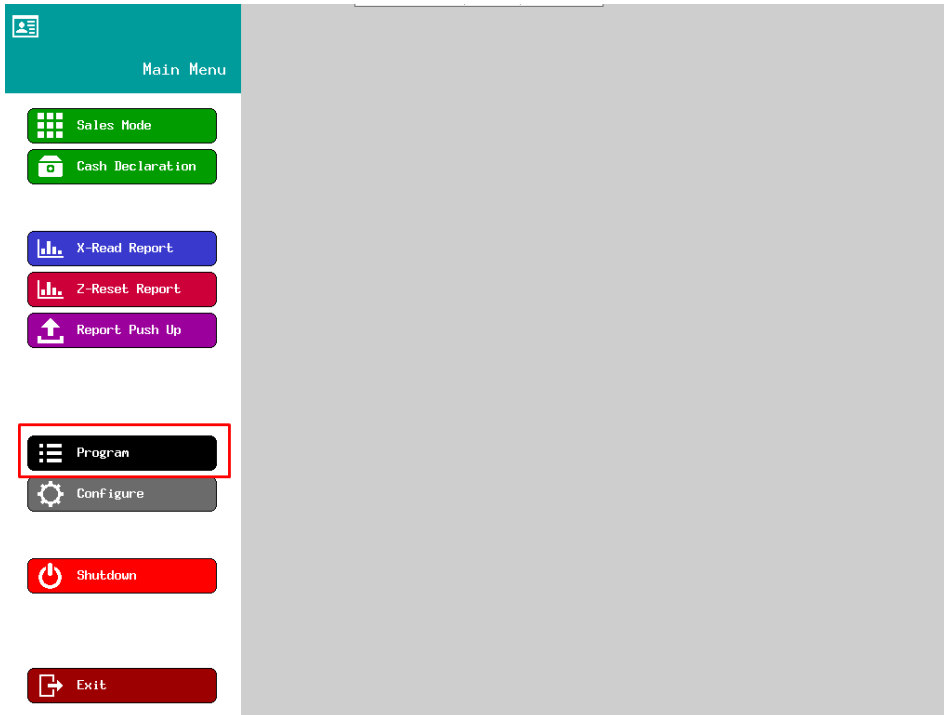 Main Menu
Sales Mode
Cash Declaration
X-Read Report
Z-Reset Report
Report Push Up
Program
Configure
Shutdown
Exit